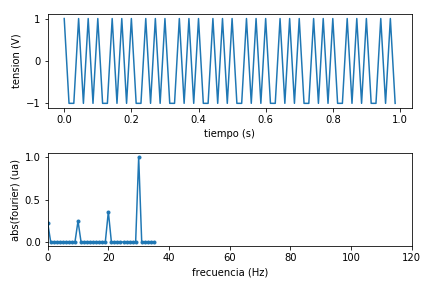 tension (V)
1
0
−1
0.0 0.2 0.4 0.6 0.8 1.0
tiempo (s)
abs(fourier) (ua)
1.0
0.5
0.0
0 20 40 60 80 100 120
frecuencia (Hz)